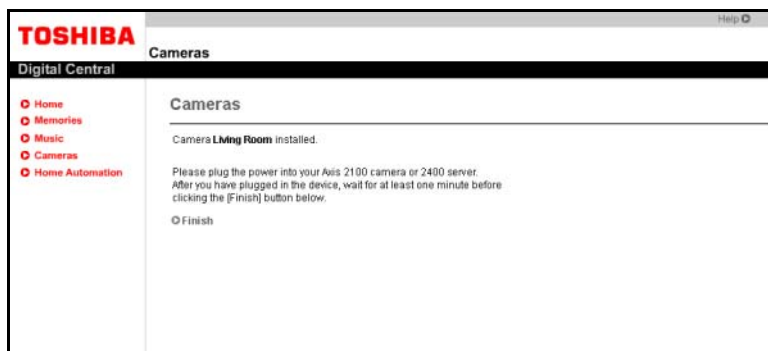 Help
TOSHIBA
Cameras
Digital Central
Home
Memories
Music
Cameras
Home Automation
Cameras
Camera Living Room installed.
Please plug the power into your Axis 2100 camera or 2400 server.
After you have plugged in the device, wait for at least one minute before
clicking the [Finish] button below.
Finish